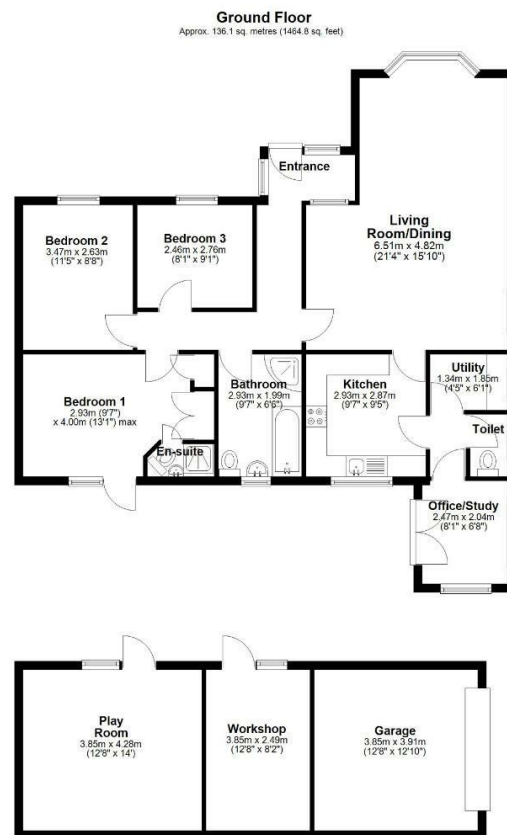 Ground Floor
Approx. 136.1 sq. metres (1464.8 sq. feet)
Entrance
Living
Room/Dining
6.51m x 4.82m
(21'4" x 15'10")
Bedroom 2
3.47m x 2.63m
(11'5" x 8'8")
Bedroom 3
2.46m x 2.76m
(8'1" x 9'1")
Bedroom 1
2.93m (9'7")
x 4.00m (13'1") max
En-suite
Bathroom
2.93m x 1.99m
(9'7" x 6'6")
Kitchen
2.93m x 2.87m
(9'7" x 9'5")
Utility
1.34m x 1.85m
(4'5" x 6'1")
Toilet
Office/Study
2.47m x 2.04m
(8'1" x 6'8")
Play
Room
3.85m x 4.28m
(12'8" x 14')
Workshop
3.85m x 2.49m
(12'8" x 8'2")
Garage
3.85m x 3.91m
(12'8" x 12'10")